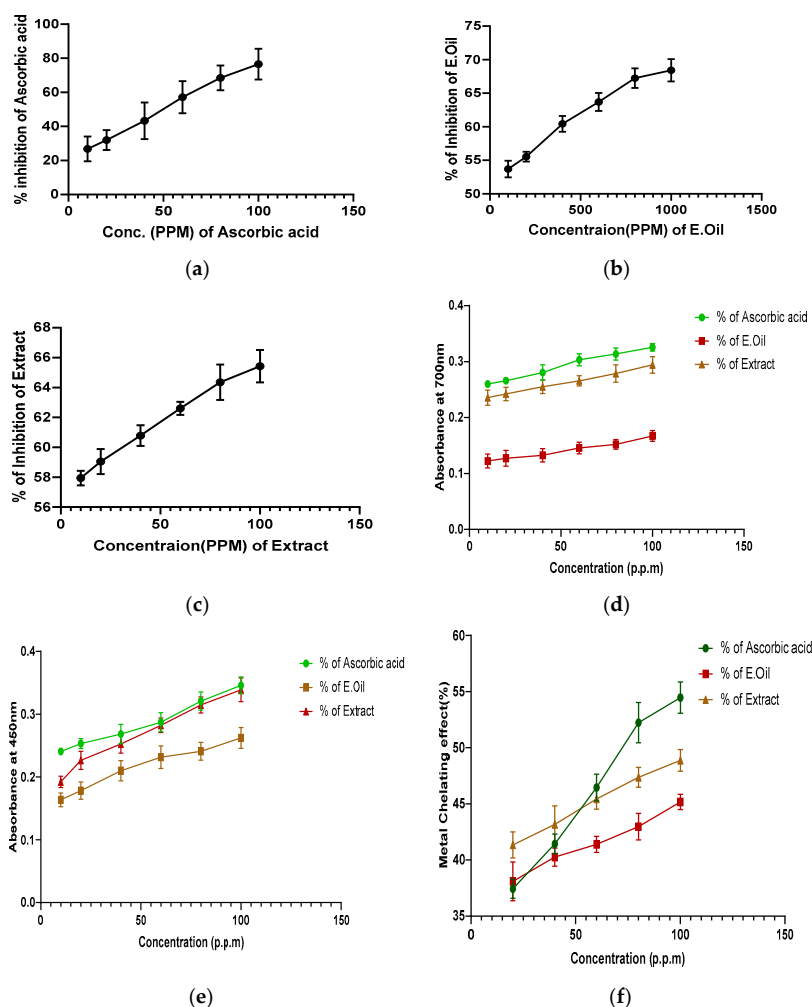 100
80
60
40
20
0
% inhibition of Ascorbic acid
0 50 100 150
Conc. (PPM) of Ascorbic acid
(a)
75
70
65
60
55
50
% of Inhibition of E.Oil
0 500 1000 1500
Concentraion(PPM) of E.Oil
(b)
68
66
64
62
60
58
56
% of Inhibition of Extract
0 50 100 150
Concentraion(PPM) of Extract
(c)
0.4
0.3
0.2
0.1
0.0
Absorbance at 700nm
0 50 100 150
Concentration (p.p.m)
% of Ascorbic acid
% of E.Oil
% of Extract
(d)
0.4
0.3
0.2
0.1
0.0
Absorbance at 450nm
0 50 100 150
Concentration (p.p.m)
% of Ascorbic acid
% of E.Oil
% of Extract
(e)
60
55
50
45
40
35
Metal Chelating effect(%)
0 50 100 150
Concentration (p.p.m)
% of Ascorbic acid
% of E.Oil
% of Extract
(f)